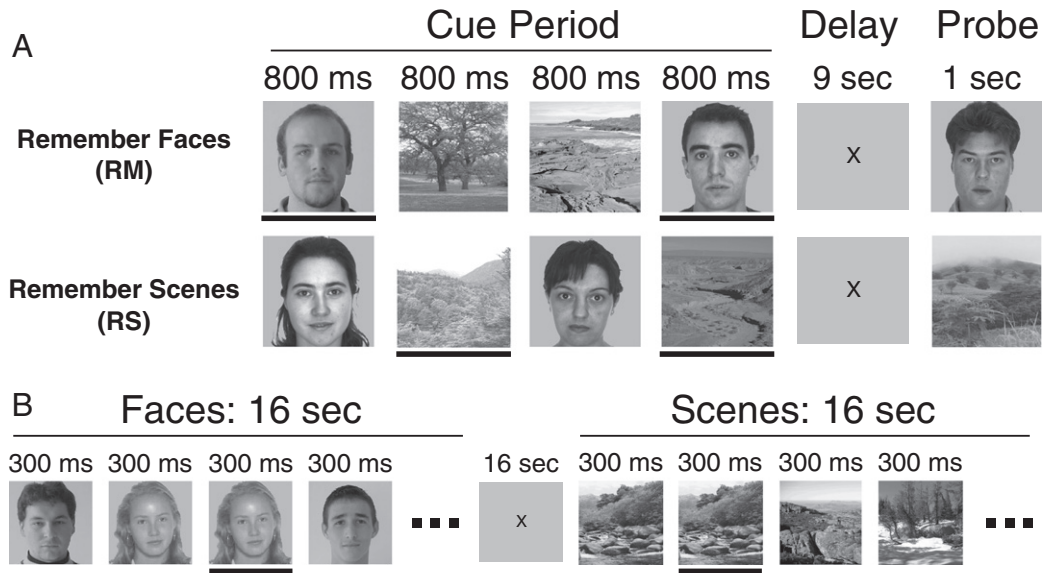 A
Cue Period Delay Probe
800 ms 800 ms 800 ms 800 ms 9 sec 1 sec
Remember Faces
(RM)
X
Remember Scenes
(RS)
X
B
Faces: 16 sec Scenes: 16 sec
300 ms 300 ms 300 ms 300 ms 16 sec 300 ms 300 ms 300 ms 300 ms
X